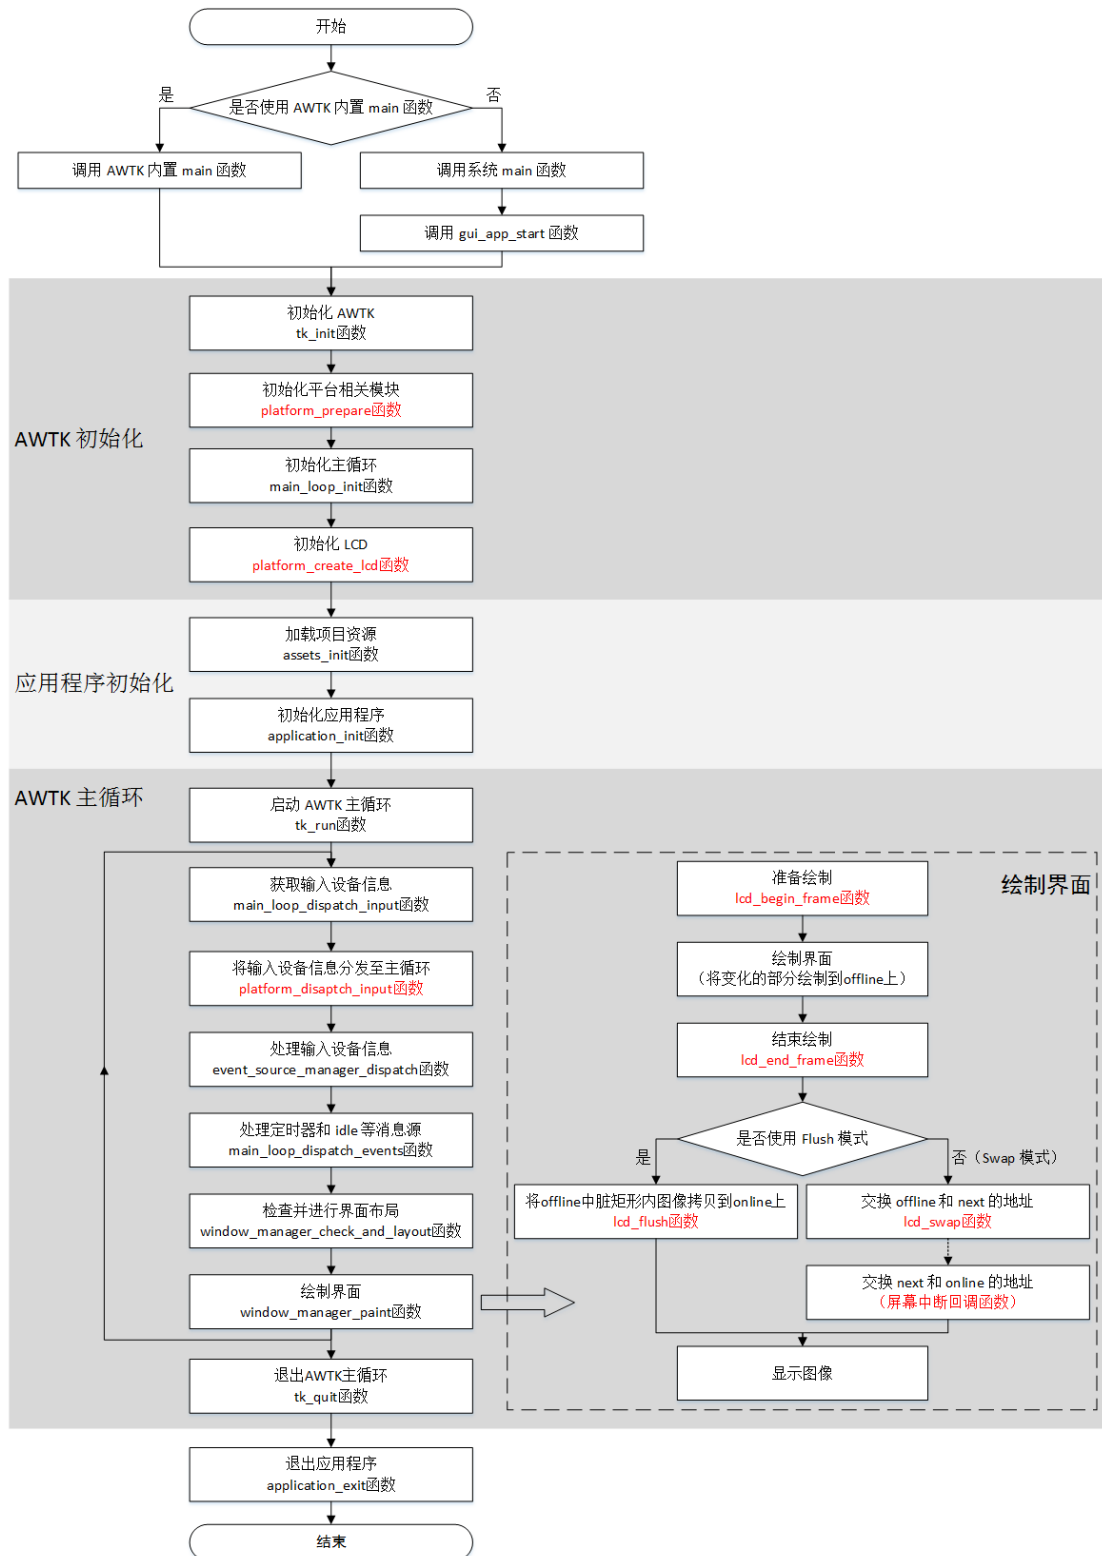 开始
是否使用 AWTK 内置 main 函数
是
否
调用 AWTK 内置 main 函数
调用系统 main 函数
调用 gui_app_start 函数
AWTK 初始化
初始化 AWTK
tk_init函数
初始化平台相关模块
platform_prepare函数
初始化主循环
main_loop_init函数
初始化 LCD
platform_create_lcd函数
应用程序初始化
加载项目资源
assets_init函数
初始化应用程序
application_init函数
AWTK 主循环
启动 AWTK 主循环
tk_run函数
获取输入设备信息
main_loop_dispatch_input函数
将输入设备信息分发至主循环
platform_disaptch_input函数
处理输入设备信息
event_source_manager_dispatch函数
处理定时器和 idle 等消息源
main_loop_dispatch_events函数
检查并进行界面布局
window_manager_check_and_layout函数
绘制界面
window_manager_paint函数
退出AWTK主循环
tk_quit函数
退出应用程序
application_exit函数
结束
绘制界面
准备绘制
lcd_begin_frame函数
绘制界面
（将变化的部分绘制到offline上）
结束绘制
lcd_end_frame函数
是否使用 Flush 模式
是
否（Swap 模式）
将offline中脏矩形内图像拷贝到online上
lcd_flush函数
交换 offline 和 next 的地址
lcd_swap函数
交换 next 和 online 的地址
（屏幕中断回调函数）
显示图像